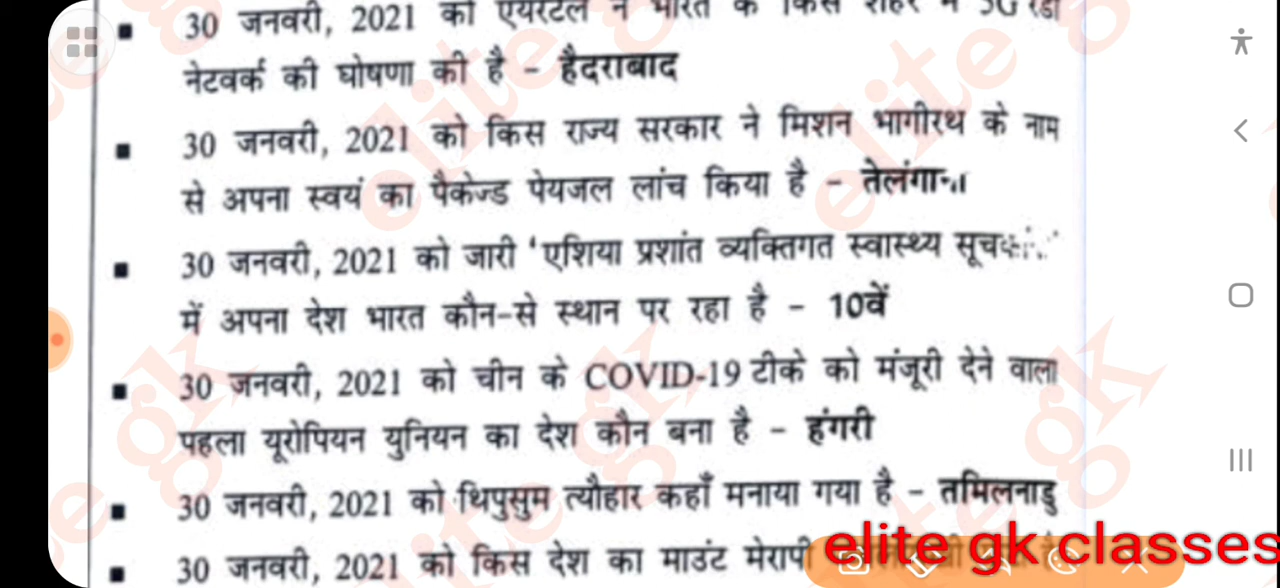 30 जनवरी, 2021 को एयरटेल ने भारत के किस शहर में 5G
नेटवर्क की घोषणा की है - हैदराबाद
30 जनवरी, 2021 को किस राज्य सरकार ने मिशन भागीरथ के नाम
से अपना स्वयं का पैकेज्ड पेयजल लांच किया है - तेलंगाना
30 जनवरी, 2021 को जारी 'एशिया प्रशांत व्यक्तिगत स्वास्थ्य
में अपना देश भारत कौन-से स्थान पर रहा है - 10वें
30 जनवरी, 2021 को चीन के COVID-19 टीके को मंजूरी देने वाला
पहला यूरोपियन युनियन का देश कौन बना है - हंगरी
30 जनवरी, 2021 को थिपुसुम त्यौहार कहाँ मनाया गया है - तमिलनाडु
30 जनवरी, 2021 को किस देश का माउंट मेरापी
elite gk classes